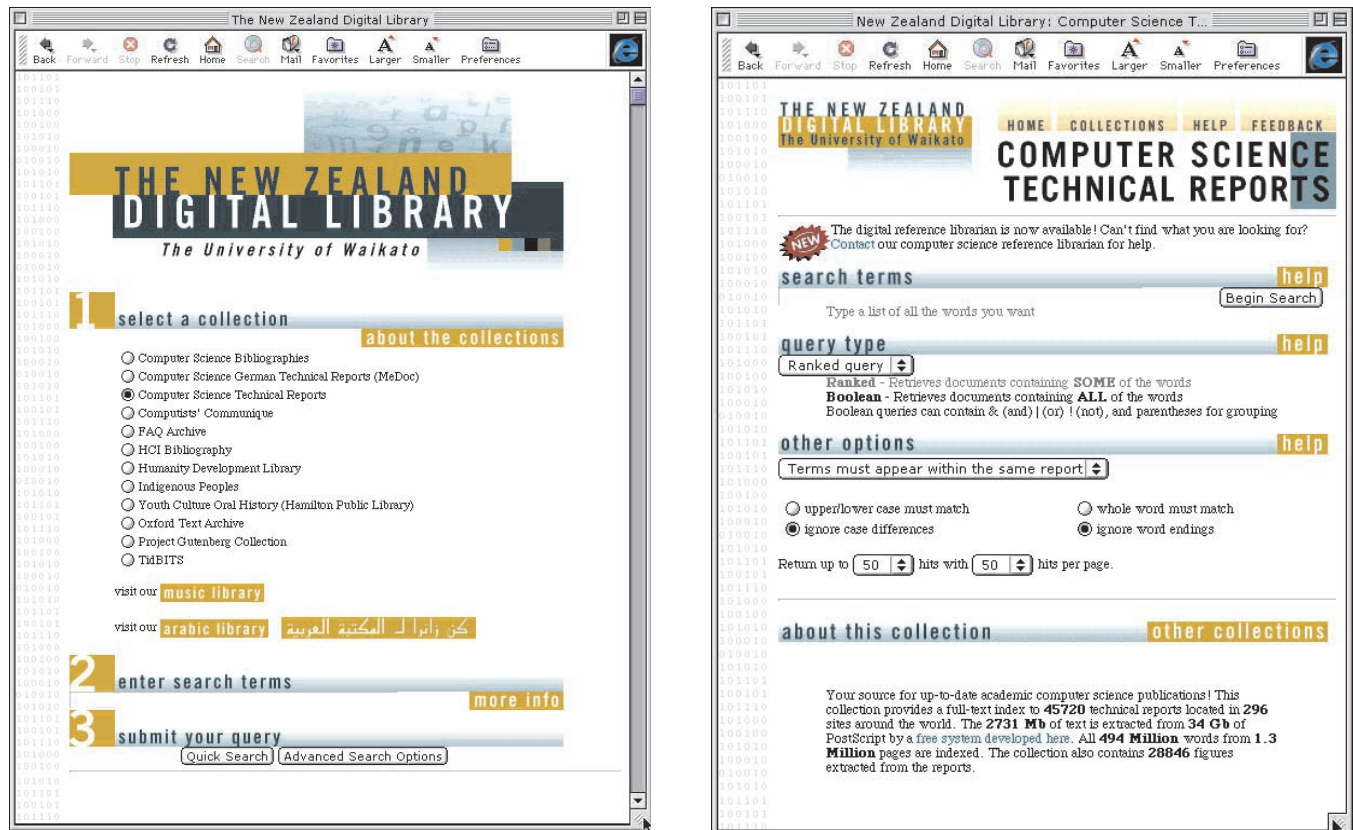 The New Zealand Digital Library
Back Forward Stop Refresh Home Search Mail Favorites Larger Smaller Preferences
THE NEW ZEALAND
DIGITAL LIBRARY
The University of Waikato
1 select a collection
about the collections
Computer Science Bibliographies
Computer Science German Technical Reports (MeDoc)
Computer Science Technical Reports
Computists' Communique
FAQ Archive
HCI Bibliography
Humanity Development Library
Indigenous Peoples
Youth Culture Oral History (Hamilton Public Library)
Oxford Text Archive
Project Gutenberg Collection
TidBITS
visit our music library
visit our arabic library كن زائرا لـ المكتبة العربية
2 enter search terms
more info
3 submit your query
Quick Search Advanced Search Options
New Zealand Digital Library: Computer Science T...
Back Forward Stop Refresh Home Search Mail Favorites Larger Smaller Preferences
THE NEW ZEALAND
DIGITAL LIBRARY
The University of Waikato
HOME COLLECTIONS HELP FEEDBACK
COMPUTER SCIENCE
TECHNICAL REPORTS
NEW The digital reference librarian is now available! Can't find what you are looking for?
Contact our computer science reference librarian for help.
search terms help
Begin Search
Type a list of all the words you want
query type help
Ranked query
Ranked - Retrieves documents containing SOME of the words
Boolean - Retrieves documents containing ALL of the words
Boolean queries can contain & (and) | (or) ! (not), and parentheses for grouping
other options help
Terms must appear within the same report
upper/lower case must match whole word must match
ignore case differences ignore word endings
Return up to 50 hits with 50 hits per page.
about this collection other collections
Your source for up-to-date academic computer science publications! This
collection provides a full-text index to 45720 technical reports located in 296
sites around the world. The 2731 Mb of text is extracted from 34 Gb of
PostScript by a free system developed here. All 494 Million words from 1.3
Million pages are indexed. The collection also contains 28846 figures
extracted from the reports.